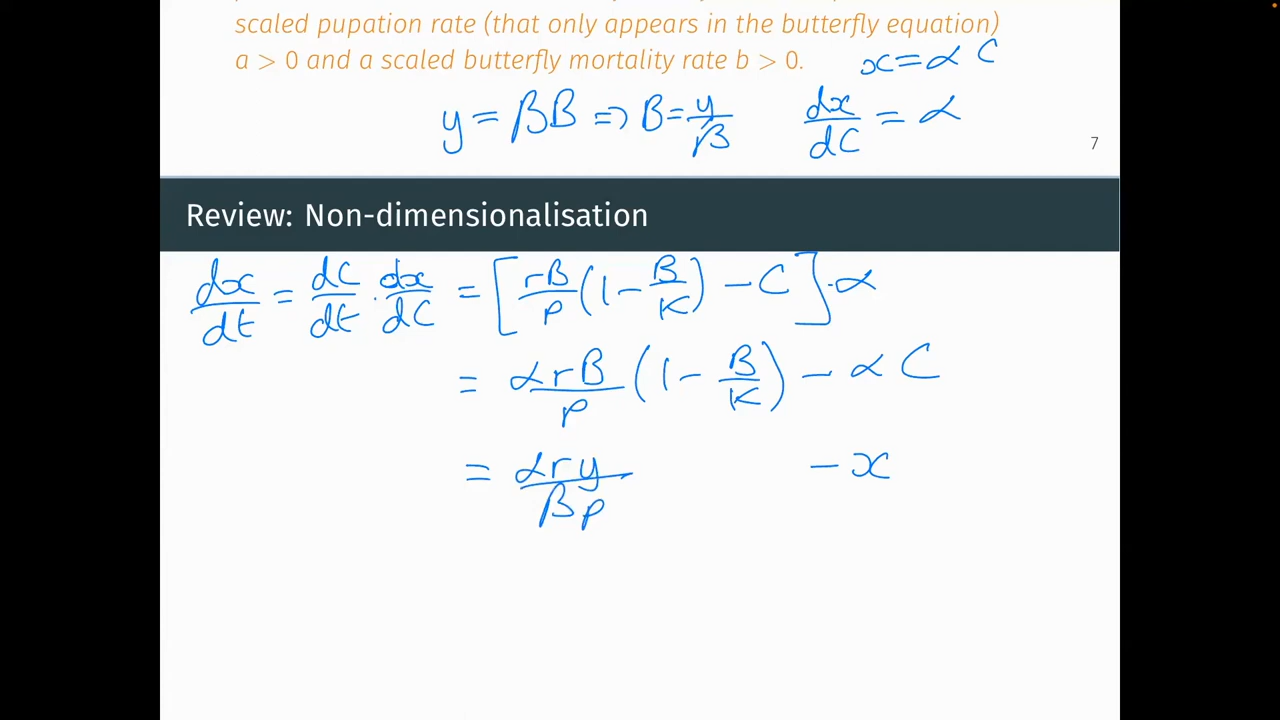 scaled pupation rate (that only appears in the butterfly equation)
a > 0 and a scaled butterfly mortality rate b > 0.
x = α C
y = βB ⇒ B = y/β
dx/dC = α
7
Review: Non-dimensionalisation
dx/dt = dC/dt · dx/dC = [rB/ρ (1 - B/K) - C] · α
= αrB/ρ (1 - B/K) - α C
= αry/βρ - x